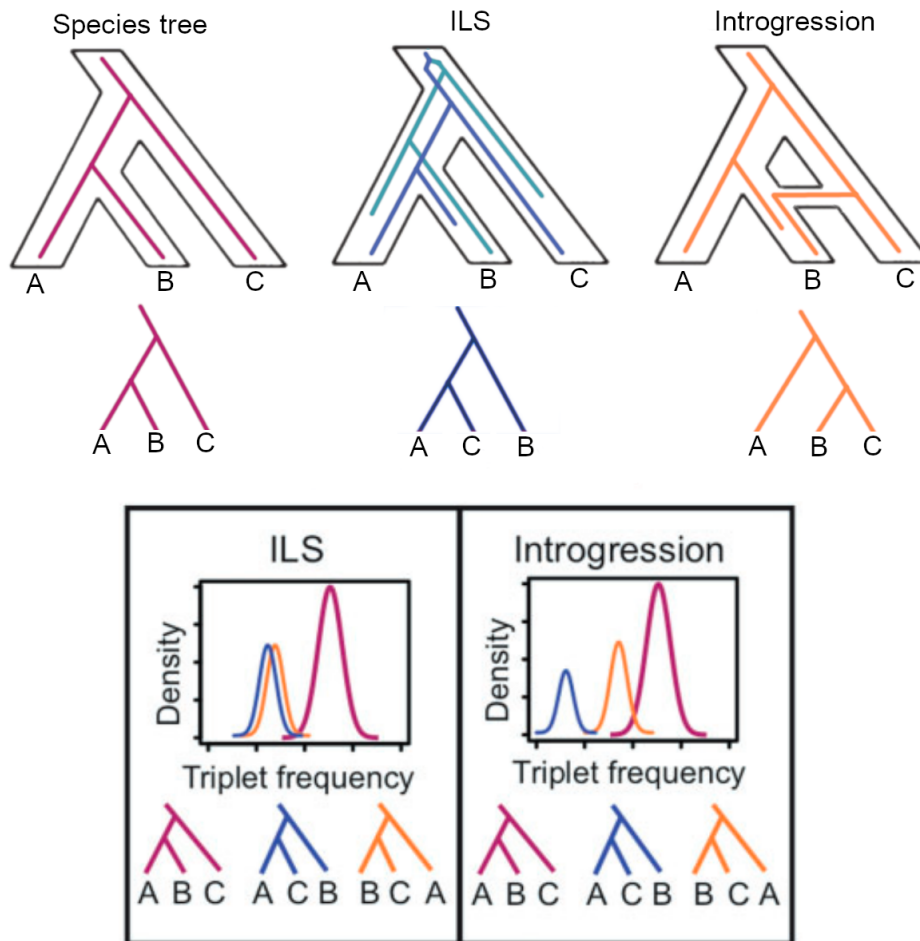 Species tree ILS Introgression
A B C A B C A B C
A B C A C B A B C
ILS Introgression
Density Density
Triplet frequency Triplet frequency
A B C A C B B C A A B C A C B B C A